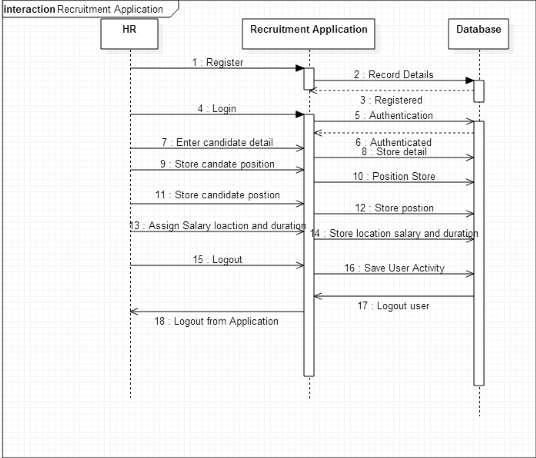 interaction Recruitment Application
HR
Recruitment Application
Database
1 : Register
2 : Record Details
3 : Registered
4 : Login
5 : Authentication
6 : Authenticated
7 : Enter candidate detail
8 : Store detail
9 : Store candate position
10 : Position Store
11 : Store candidate postion
12 : Store postion
13 : Assign Salary loaction and duration
14 : Store location salary and duration
15 : Logout
16 : Save User Activity
17 : Logout user
18 : Logout from Application